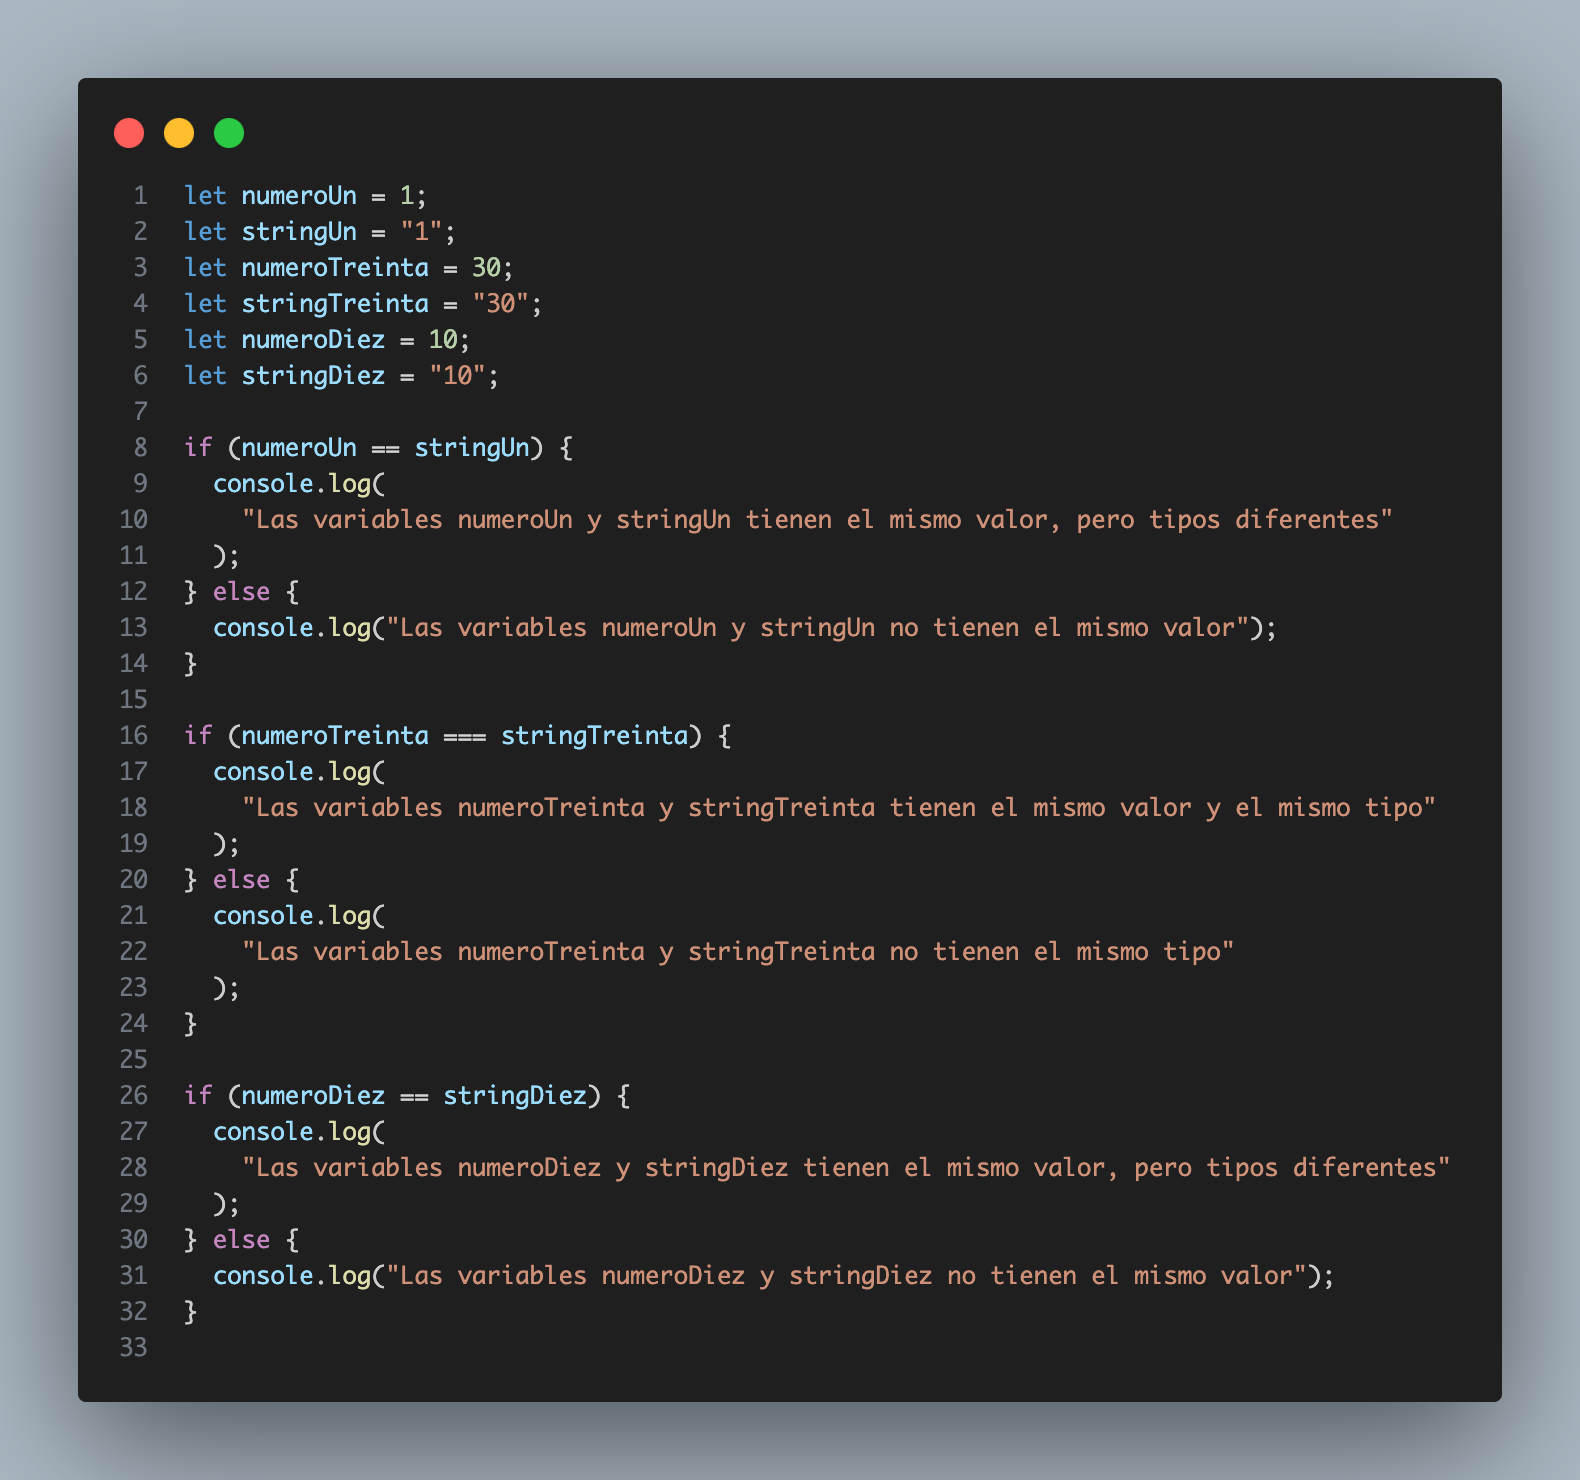 1 let numeroUn = 1;
2 let stringUn = "1";
3 let numeroTreinta = 30;
4 let stringTreinta = "30";
5 let numeroDiez = 10;
6 let stringDiez = "10";
7
8 if (numeroUn == stringUn) {
9   console.log(
10     "Las variables numeroUn y stringUn tienen el mismo valor, pero tipos diferentes"
11   );
12 } else {
13   console.log("Las variables numeroUn y stringUn no tienen el mismo valor");
14 }
15
16 if (numeroTreinta === stringTreinta) {
17   console.log(
18     "Las variables numeroTreinta y stringTreinta tienen el mismo valor y el mismo tipo"
19   );
20 } else {
21   console.log(
22     "Las variables numeroTreinta y stringTreinta no tienen el mismo tipo"
23   );
24 }
25
26 if (numeroDiez == stringDiez) {
27   console.log(
28     "Las variables numeroDiez y stringDiez tienen el mismo valor, pero tipos diferentes"
29   );
30 } else {
31   console.log("Las variables numeroDiez y stringDiez no tienen el mismo valor");
32 }
33